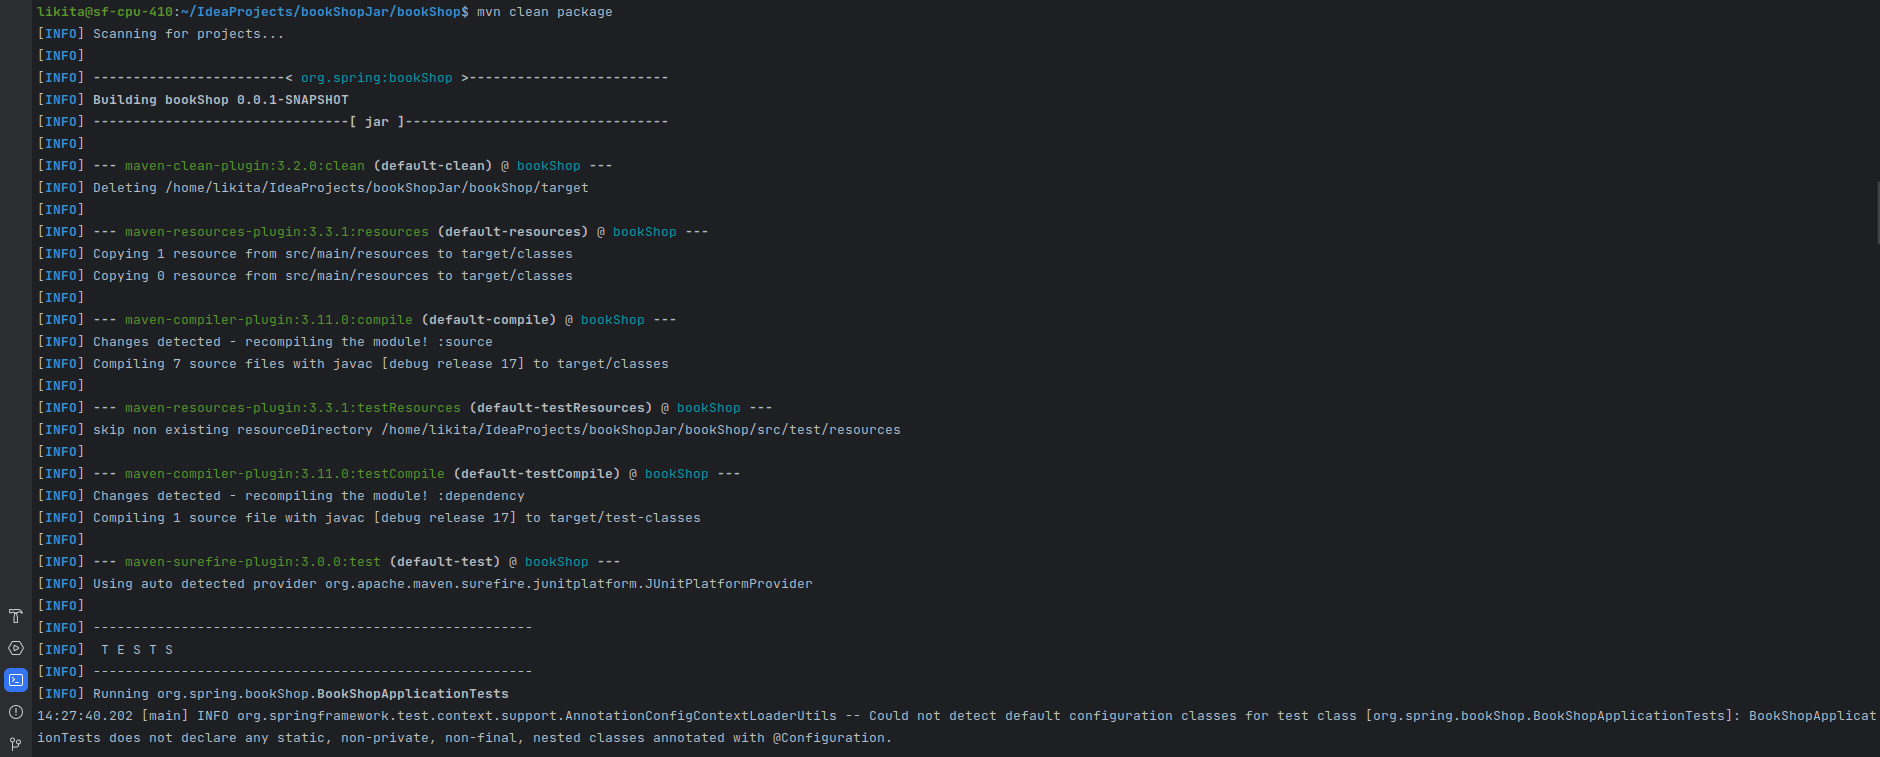 likita@sf-cpu-410:~/IdeaProjects/bookShopJar/bookShop$ mvn clean package
[INFO] Scanning for projects...
[INFO]
[INFO] ------------------------< org.spring:bookShop >-------------------------
[INFO] Building bookShop 0.0.1-SNAPSHOT
[INFO] --------------------------------[ jar ]---------------------------------
[INFO]
[INFO] --- maven-clean-plugin:3.2.0:clean (default-clean) @ bookShop ---
[INFO] Deleting /home/likita/IdeaProjects/bookShopJar/bookShop/target
[INFO]
[INFO] --- maven-resources-plugin:3.3.1:resources (default-resources) @ bookShop ---
[INFO] Copying 1 resource from src/main/resources to target/classes
[INFO] Copying 0 resource from src/main/resources to target/classes
[INFO]
[INFO] --- maven-compiler-plugin:3.11.0:compile (default-compile) @ bookShop ---
[INFO] Changes detected - recompiling the module! :source
[INFO] Compiling 7 source files with javac [debug release 17] to target/classes
[INFO]
[INFO] --- maven-resources-plugin:3.3.1:testResources (default-testResources) @ bookShop ---
[INFO] skip non existing resourceDirectory /home/likita/IdeaProjects/bookShopJar/bookShop/src/test/resources
[INFO]
[INFO] --- maven-compiler-plugin:3.11.0:testCompile (default-testCompile) @ bookShop ---
[INFO] Changes detected - recompiling the module! :dependency
[INFO] Compiling 1 source file with javac [debug release 17] to target/test-classes
[INFO]
[INFO] --- maven-surefire-plugin:3.0.0:test (default-test) @ bookShop ---
[INFO] Using auto detected provider org.apache.maven.surefire.junitplatform.JUnitPlatformProvider
[INFO]
[INFO] -------------------------------------------------------
[INFO]  T E S T S
[INFO] -------------------------------------------------------
[INFO] Running org.spring.bookShop.BookShopApplicationTests
14:27:40.202 [main] INFO org.springframework.test.context.support.AnnotationConfigContextLoaderUtils -- Could not detect default configuration classes for test class [org.spring.bookShop.BookShopApplicationTests]: BookShopApplicat
ionTests does not declare any static, non-private, non-final, nested classes annotated with @Configuration.